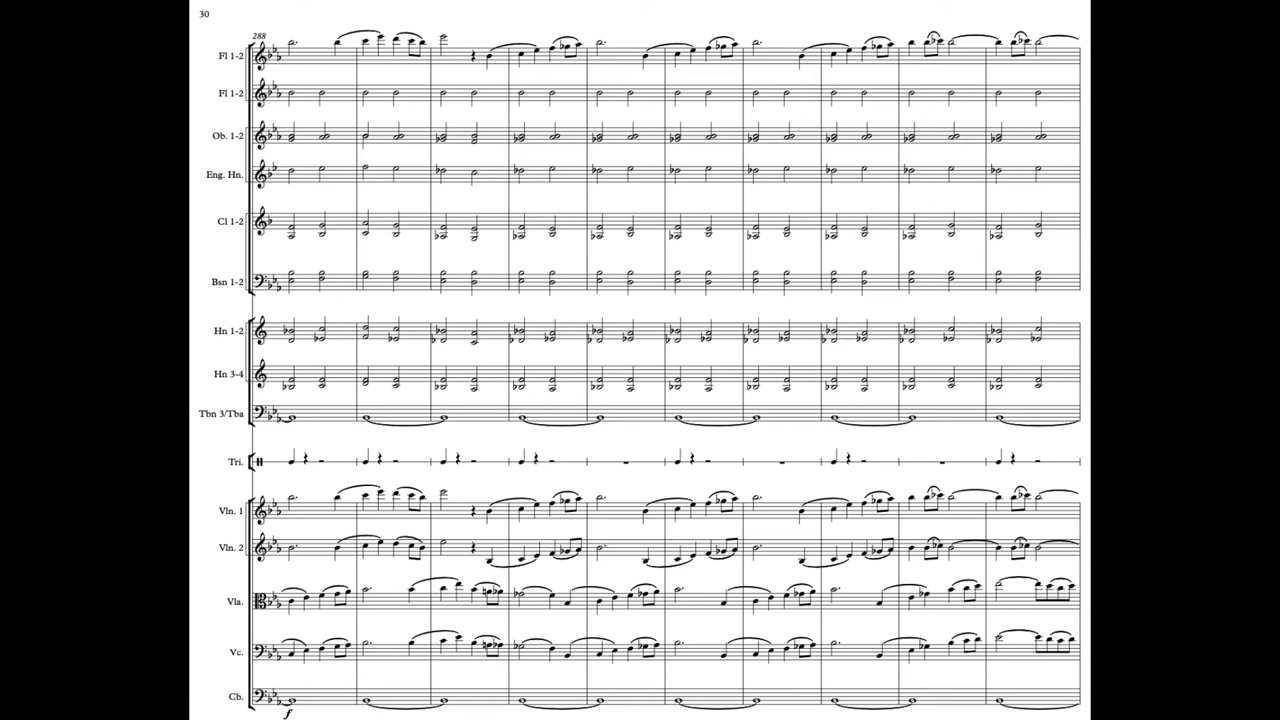 30
288
Fl 1-2
Fl 1-2
Ob. 1-2
Eng. Hn.
Cl 1-2
Bsn 1-2
Hn 1-2
Hn 3-4
Tbn 3/Tba
Tri.
Vln. 1
Vln. 2
Vla.
Vc.
Cb.
f